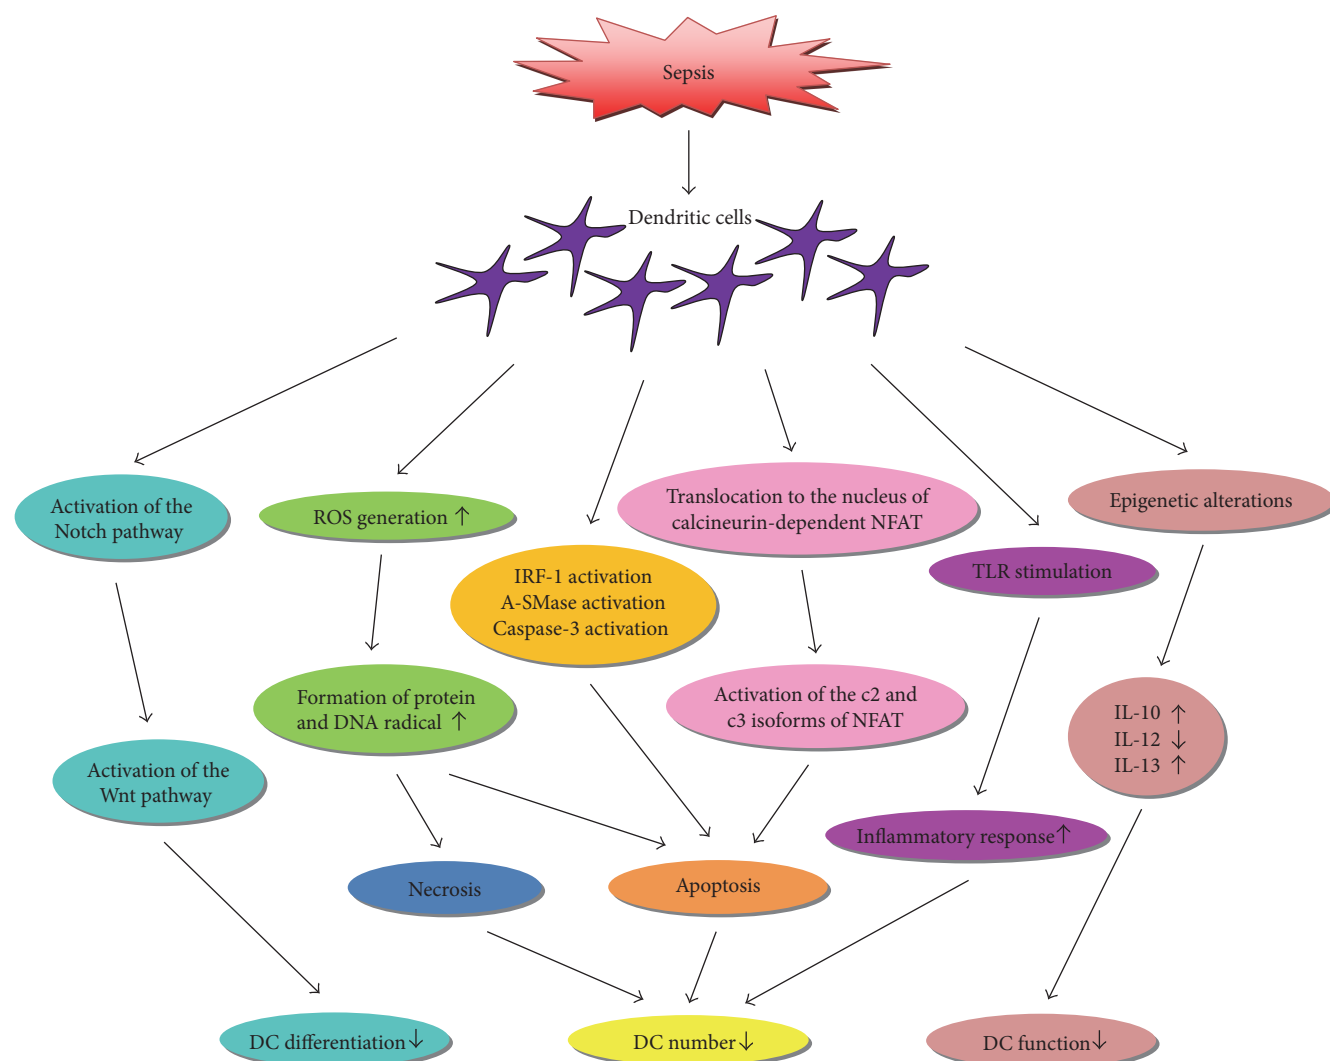 Sepsis
Dendritic cells
Activation of the
Notch pathway
ROS generation ↑
Translocation to the nucleus of
calcineurin-dependent NFAT
Epigenetic alterations
IRF-1 activation
A-SMase activation
Caspase-3 activation
TLR stimulation
Formation of protein
and DNA radical ↑
Activation of the c2 and
c3 isoforms of NFAT
IL-10 ↑
IL-12 ↓
IL-13 ↑
Activation of the
Wnt pathway
Inflammatory response ↑
Necrosis
Apoptosis
DC differentiation ↓
DC number ↓
DC function ↓